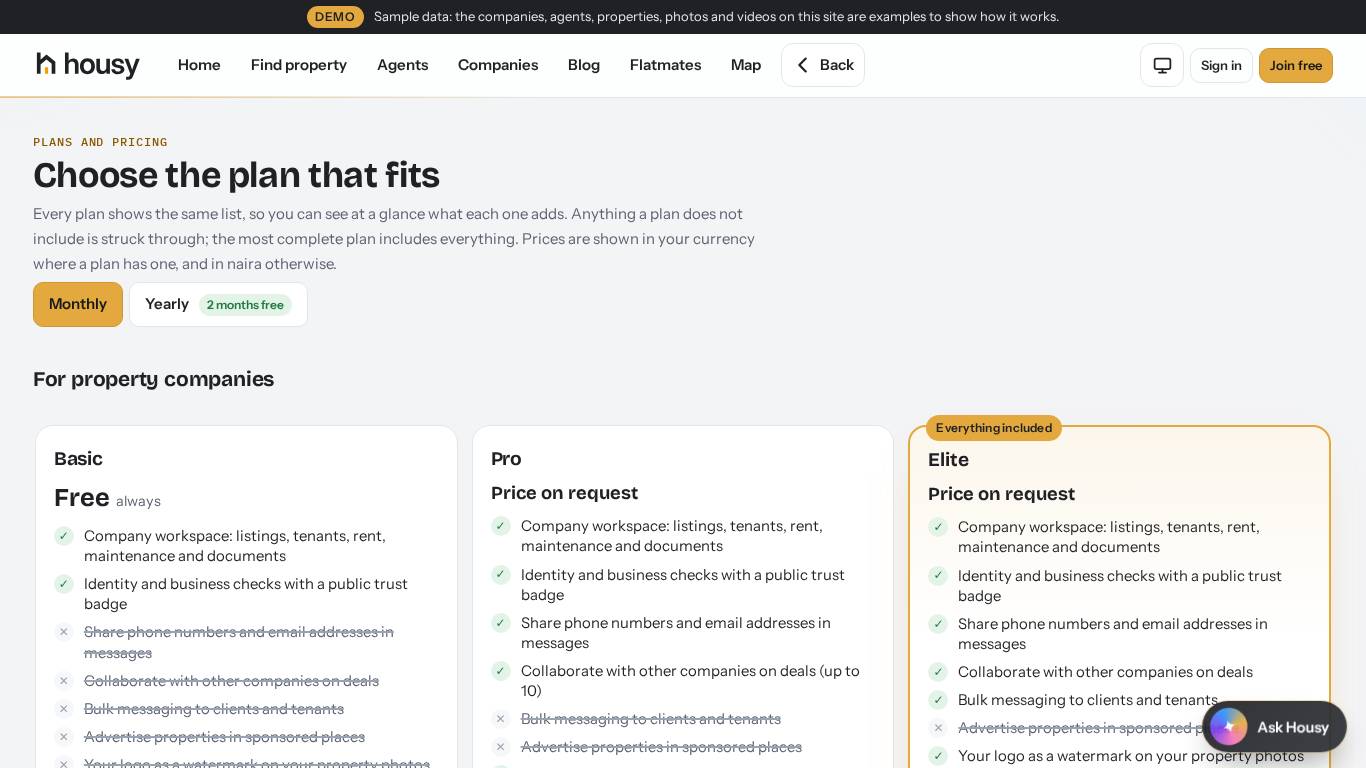 DEMO Sample data: the companies, agents, properties, photos and videos on this site are examples to show how it works.
housy Home Find property Agents Companies Blog Flatmates Map Back Sign in Join free
PLANS AND PRICING
Choose the plan that fits
Every plan shows the same list, so you can see at a glance what each one adds. Anything a plan does not
include is struck through; the most complete plan includes everything. Prices are shown in your currency
where a plan has one, and in naira otherwise.
Monthly Yearly 2 months free
For property companies
Basic
Free always
Company workspace: listings, tenants, rent,
maintenance and documents
Identity and business checks with a public trust
badge
Share phone numbers and email addresses in
messages
Collaborate with other companies on deals
Bulk messaging to clients and tenants
Advertise properties in sponsored places
Your logo as a watermark on your property photos
Pro
Price on request
Company workspace: listings, tenants, rent,
maintenance and documents
Identity and business checks with a public trust
badge
Share phone numbers and email addresses in
messages
Collaborate with other companies on deals (up to
10)
Bulk messaging to clients and tenants
Advertise properties in sponsored places
Everything included
Elite
Price on request
Company workspace: listings, tenants, rent,
maintenance and documents
Identity and business checks with a public trust
badge
Share phone numbers and email addresses in
messages
Collaborate with other companies on deals
Bulk messaging to clients and tenants
Advertise properties in sponsored
Your logo as a watermark on your property photos
Ask Housy